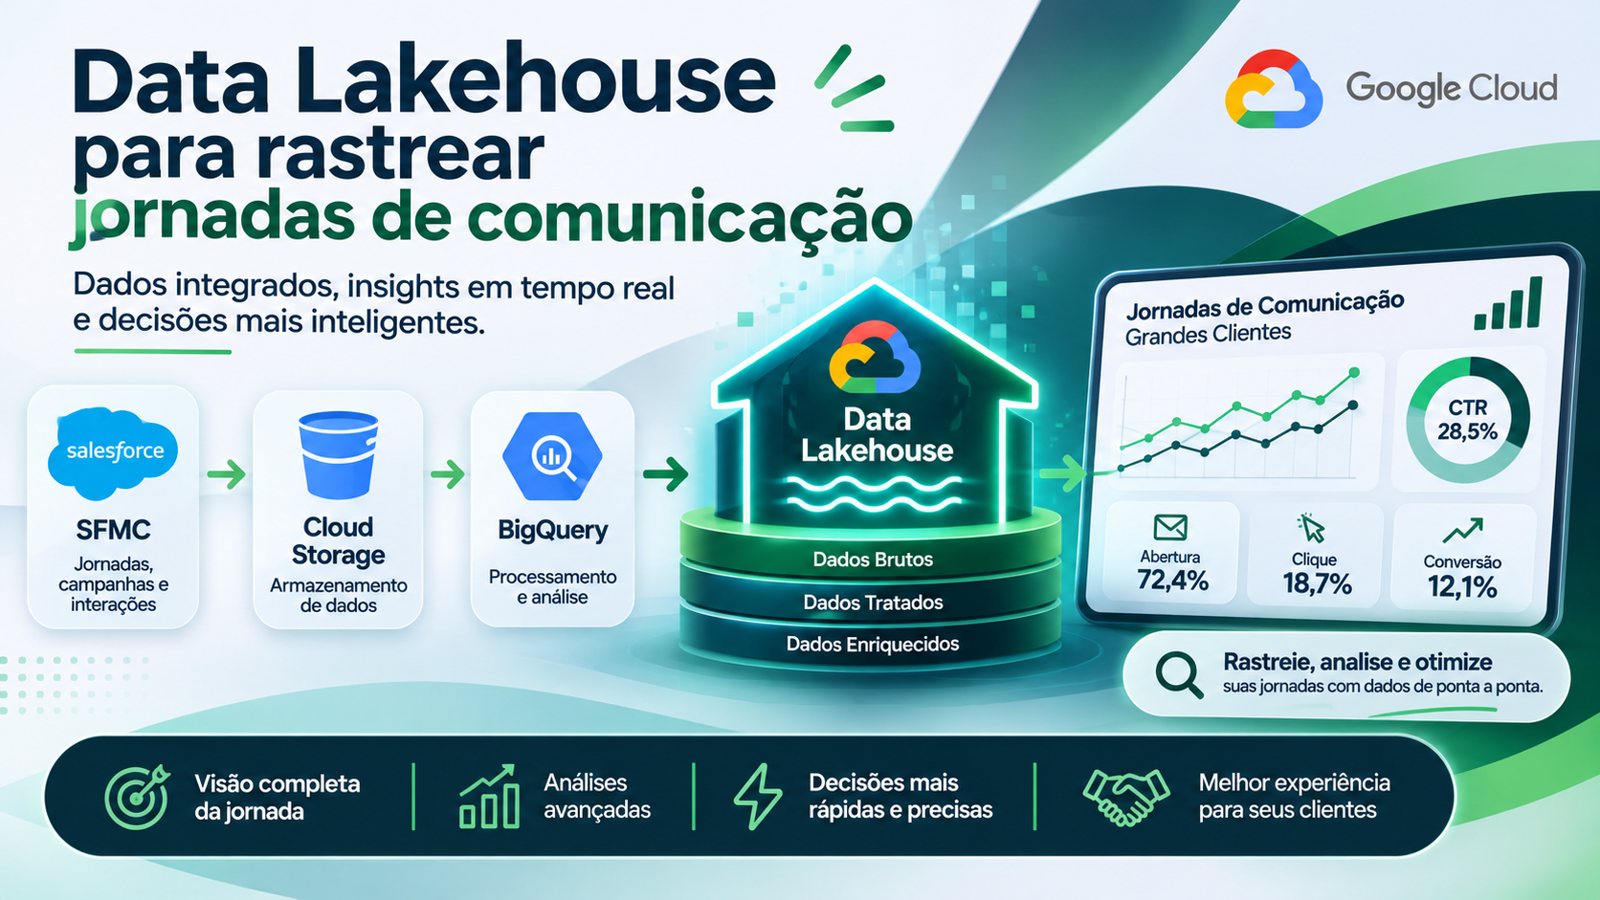 Data Lakehouse
para rastrear
jornadas de comunicação
Dados integrados, insights em tempo real
e decisões mais inteligentes.
Google Cloud
salesforce
SFMC
Jornadas,
campanhas e
interações
Cloud
Storage
Armazenamento
de dados
BigQuery
Processamento
e análise
Data
Lakehouse
Dados Brutos
Dados Tratados
Dados Enriquecidos
Jornadas de Comunicação
Grandes Clientes
CTR
28,5%
Abertura
72,4%
Clique
18,7%
Conversão
12,1%
Rastreie, analise e otimize
suas jornadas com dados de ponta a ponta.
Visão completa
da jornada
Análises
avançadas
Decisões mais
rápidas e precisas
Melhor experiência
para seus clientes